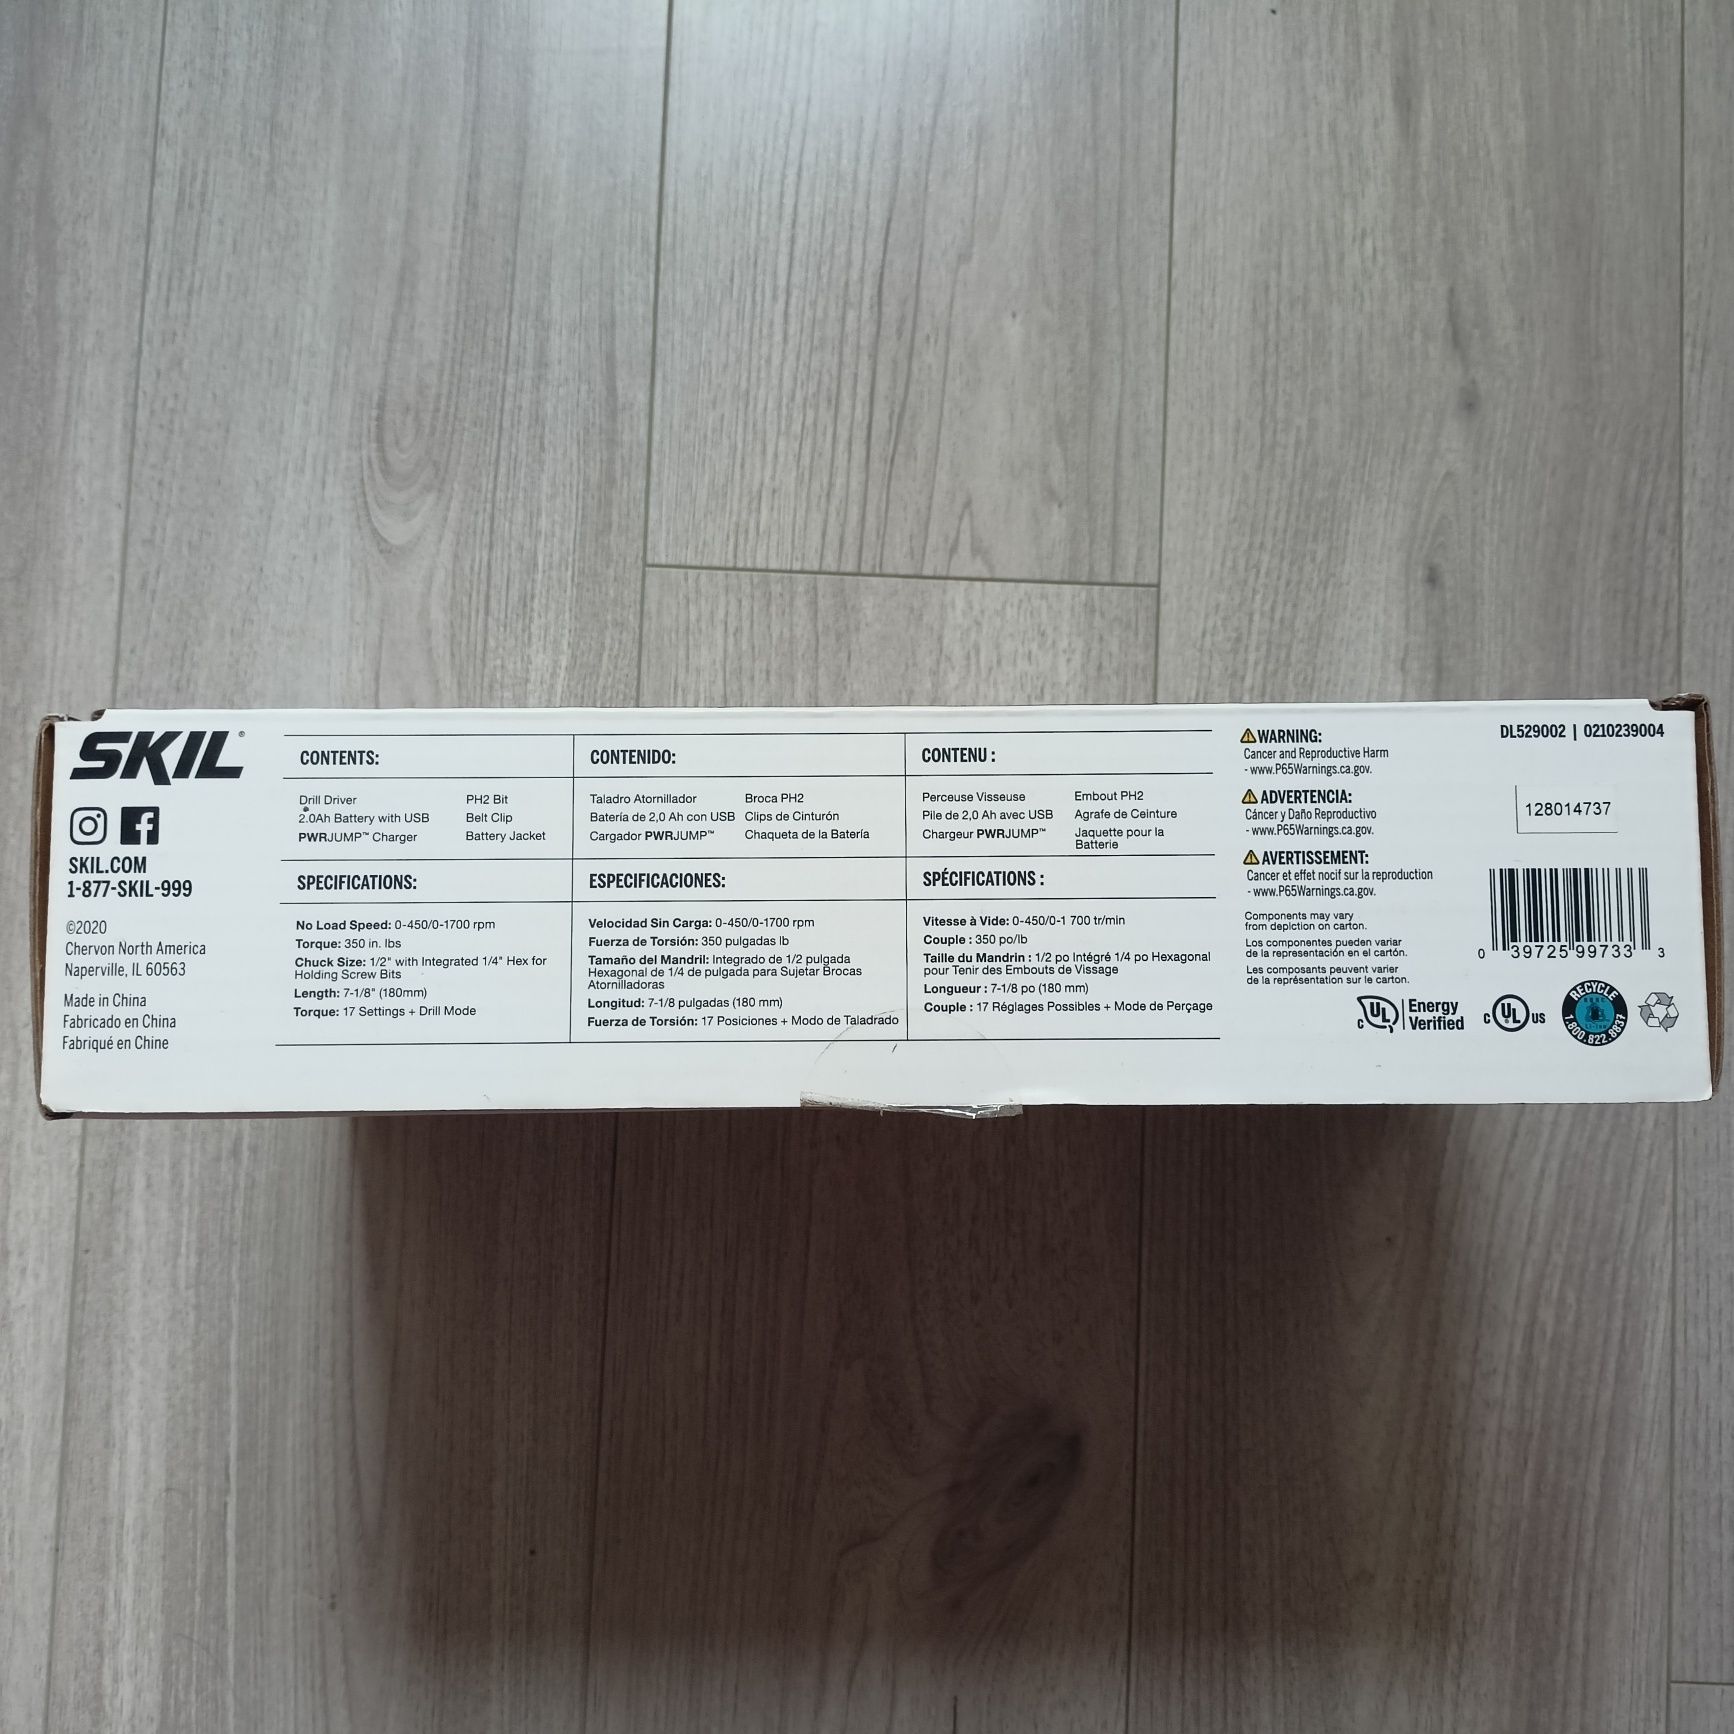 SKIL®
SKIL.COM
1-877-SKIL-999
©2020
Chervon North America
Naperville, IL 60563
Made in China
Fabricado en China
Fabriqué en Chine
CONTENTS:
Drill Driver
2.0Ah Battery with USB
PWRJUMP™ Charger
PH2 Bit
Belt Clip
Battery Jacket
SPECIFICATIONS:
No Load Speed: 0-450/0-1700 rpm
Torque: 350 in. lbs
Chuck Size: 1/2" with Integrated 1/4" Hex for
Holding Screw Bits
Length: 7-1/8" (180mm)
Torque: 17 Settings + Drill Mode
CONTENIDO:
Taladro Atornillador
Batería de 2,0 Ah con USB
Cargador PWRJUMP™
Broca PH2
Clips de Cinturón
Chaqueta de la Batería
ESPECIFICACIONES:
Velocidad Sin Carga: 0-450/0-1700 rpm
Fuerza de Torsión: 350 pulgadas lb
Tamaño del Mandril: Integrado de 1/2 pulgada
Hexagonal de 1/4 de pulgada para Sujetar Brocas
Atornilladoras
Longitud: 7-1/8 pulgadas (180 mm)
Fuerza de Torsión: 17 Posiciones + Modo de Taladrado
CONTENU :
Perceuse Visseuse
Pile de 2,0 Ah avec USB
Chargeur PWRJUMP™
Embout PH2
Agrafe de Ceinture
Jaquette pour la
Batterie
SPÉCIFICATIONS :
Vitesse à Vide: 0-450/0-1 700 tr/min
Couple : 350 po/lb
Taille du Mandrin : 1/2 po Intégré 1/4 po Hexagonal
pour Tenir des Embouts de Vissage
Longueur : 7-1/8 po (180 mm)
Couple : 17 Réglages Possibles + Mode de Perçage
WARNING:
Cancer and Reproductive Harm
- www.P65Warnings.ca.gov.
ADVERTENCIA:
Cáncer y Daño Reproductivo
- www.P65Warnings.ca.gov.
AVERTISSEMENT:
Cancer et effet nocif sur la reproduction
- www.P65Warnings.ca.gov.
Components may vary
from depiction on carton.
Los componentes pueden variar
de la representación en el cartón.
Les composants peuvent varier
de la représentation sur le carton.
DL529002 | 0210239004
128014737
0 39725 99733 3
c UL Energy
Verified
c UL US
RECYCLE
RBRC
Li-Ion
1.800.822.8837